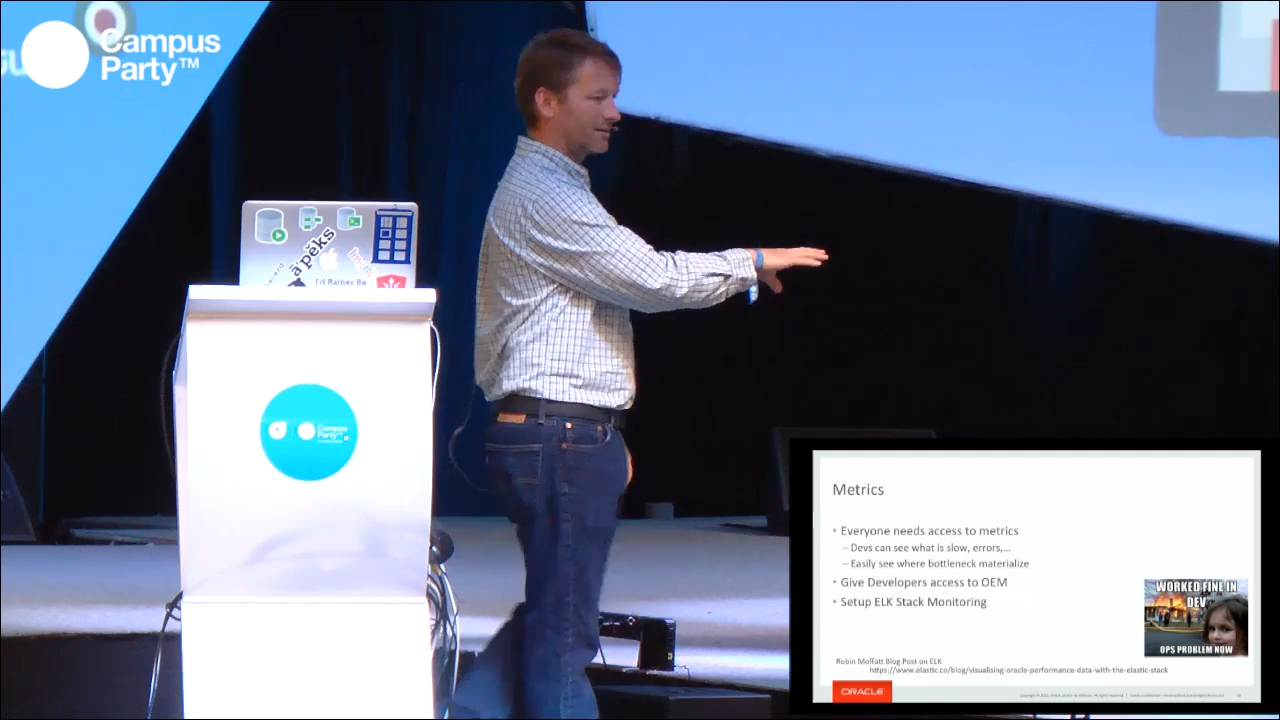 Campus
Party™
āpěks
I'd Rather Be
Campus
Party™
Metrics
• Everyone needs access to metrics
– Devs can see what is slow, errors,...
– Easily see where bottleneck materialize
• Give Developers access to OEM
• Setup ELK Stack Monitoring
WORKED FINE IN
DEV
OPS PROBLEM NOW
Robin Moffatt Blog Post on ELK
https://www.elastic.co/blog/visualising-oracle-performance-data-with-the-elastic-stack
ORACLE